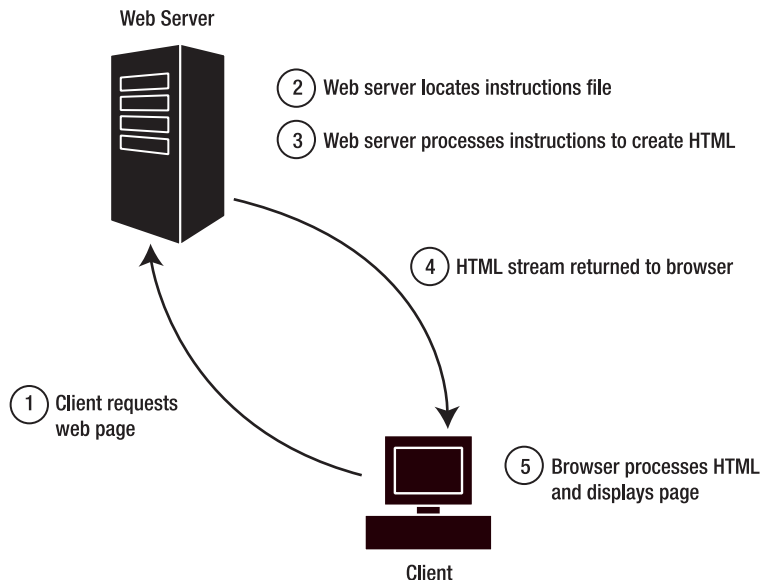 Web Server
2 Web server locates instructions file
3 Web server processes instructions to create HTML
4 HTML stream returned to browser
1 Client requests
web page
5 Browser processes HTML
and displays page
Client